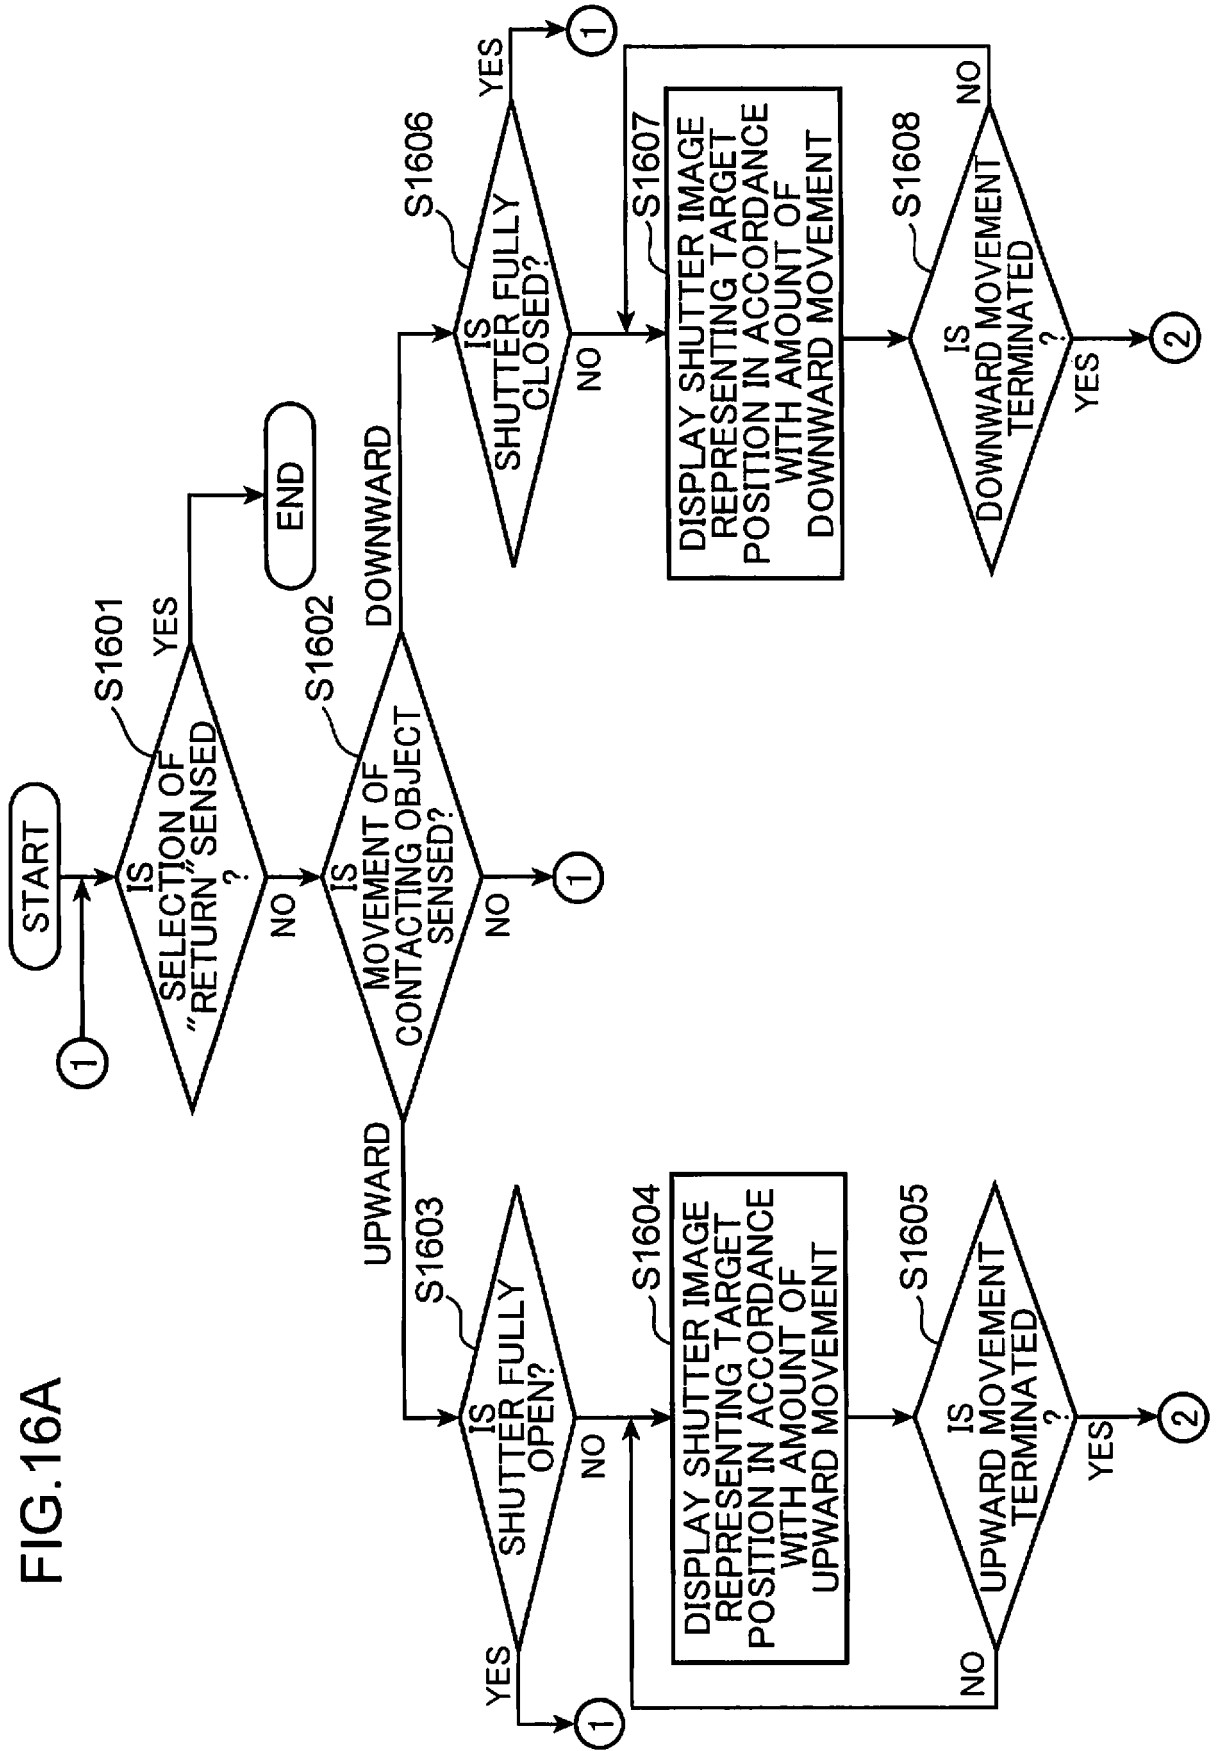 FIG.16A
START
1
IS
SELECTION OF
"RETURN"SENSED
?
S1601
YES
END
NO
IS
MOVEMENT OF
CONTACTING OBJECT
SENSED?
S1602
UPWARD
DOWNWARD
NO
1
IS
SHUTTER FULLY
OPEN?
S1603
YES
1
NO
DISPLAY SHUTTER IMAGE
REPRESENTING TARGET
POSITION IN ACCORDANCE
WITH AMOUNT OF
UPWARD MOVEMENT
S1604
IS
UPWARD MOVEMENT
TERMINATED
?
S1605
NO
YES
2
IS
SHUTTER FULLY
CLOSED?
S1606
YES
1
NO
DISPLAY SHUTTER IMAGE
REPRESENTING TARGET
POSITION IN ACCORDANCE
WITH AMOUNT OF
DOWNWARD MOVEMENT
S1607
IS
DOWNWARD MOVEMENT
TERMINATED
?
S1608
NO
YES
2